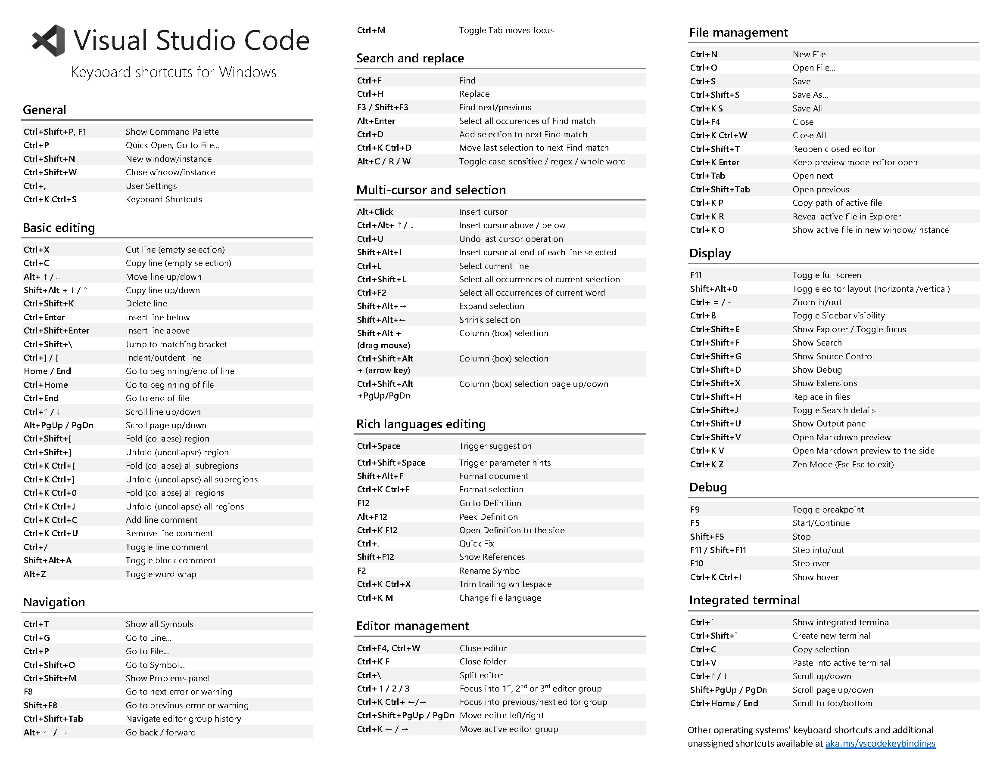 Visual Studio Code
Keyboard shortcuts for Windows
General
Ctrl+Shift+P, F1 Show Command Palette
Ctrl+P Quick Open, Go to File...
Ctrl+Shift+N New window/instance
Ctrl+Shift+W Close window/instance
Ctrl+, User Settings
Ctrl+K Ctrl+S Keyboard Shortcuts
Basic editing
Ctrl+X Cut line (empty selection)
Ctrl+C Copy line (empty selection)
Alt+ ↑ / ↓ Move line up/down
Shift+Alt + ↓ / ↑ Copy line up/down
Ctrl+Shift+K Delete line
Ctrl+Enter Insert line below
Ctrl+Shift+Enter Insert line above
Ctrl+Shift+\ Jump to matching bracket
Ctrl+] / [ Indent/outdent line
Home / End Go to beginning/end of line
Ctrl+Home Go to beginning of file
Ctrl+End Go to end of file
Ctrl+↑ / ↓ Scroll line up/down
Alt+PgUp / PgDn Scroll page up/down
Ctrl+Shift+[ Fold (collapse) region
Ctrl+Shift+] Unfold (uncollapse) region
Ctrl+K Ctrl+[ Fold (collapse) all subregions
Ctrl+K Ctrl+] Unfold (uncollapse) all subregions
Ctrl+K Ctrl+0 Fold (collapse) all regions
Ctrl+K Ctrl+J Unfold (uncollapse) all regions
Ctrl+K Ctrl+C Add line comment
Ctrl+K Ctrl+U Remove line comment
Ctrl+/ Toggle line comment
Shift+Alt+A Toggle block comment
Alt+Z Toggle word wrap
Navigation
Ctrl+T Show all Symbols
Ctrl+G Go to Line...
Ctrl+P Go to File...
Ctrl+Shift+O Go to Symbol...
Ctrl+Shift+M Show Problems panel
F8 Go to next error or warning
Shift+F8 Go to previous error or warning
Ctrl+Shift+Tab Navigate editor group history
Alt+ ← / → Go back / forward
Ctrl+M Toggle Tab moves focus
Search and replace
Ctrl+F Find
Ctrl+H Replace
F3 / Shift+F3 Find next/previous
Alt+Enter Select all occurences of Find match
Ctrl+D Add selection to next Find match
Ctrl+K Ctrl+D Move last selection to next Find match
Alt+C / R / W Toggle case-sensitive / regex / whole word
Multi-cursor and selection
Alt+Click Insert cursor
Ctrl+Alt+ ↑ / ↓ Insert cursor above / below
Ctrl+U Undo last cursor operation
Shift+Alt+I Insert cursor at end of each line selected
Ctrl+L Select current line
Ctrl+Shift+L Select all occurrences of current selection
Ctrl+F2 Select all occurrences of current word
Shift+Alt+→ Expand selection
Shift+Alt+← Shrink selection
Shift+Alt + Column (box) selection
(drag mouse)
Ctrl+Shift+Alt Column (box) selection
+ (arrow key)
Ctrl+Shift+Alt Column (box) selection page up/down
+PgUp/PgDn
Rich languages editing
Ctrl+Space Trigger suggestion
Ctrl+Shift+Space Trigger parameter hints
Shift+Alt+F Format document
Ctrl+K Ctrl+F Format selection
F12 Go to Definition
Alt+F12 Peek Definition
Ctrl+K F12 Open Definition to the side
Ctrl+. Quick Fix
Shift+F12 Show References
F2 Rename Symbol
Ctrl+K Ctrl+X Trim trailing whitespace
Ctrl+K M Change file language
Editor management
Ctrl+F4, Ctrl+W Close editor
Ctrl+K F Close folder
Ctrl+\ Split editor
Ctrl+ 1 / 2 / 3 Focus into 1st, 2nd or 3rd editor group
Ctrl+K Ctrl+ ←/→ Focus into previous/next editor group
Ctrl+Shift+PgUp / PgDn Move editor left/right
Ctrl+K ← / → Move active editor group
File management
Ctrl+N New File
Ctrl+O Open File...
Ctrl+S Save
Ctrl+Shift+S Save As...
Ctrl+K S Save All
Ctrl+F4 Close
Ctrl+K Ctrl+W Close All
Ctrl+Shift+T Reopen closed editor
Ctrl+K Enter Keep preview mode editor open
Ctrl+Tab Open next
Ctrl+Shift+Tab Open previous
Ctrl+K P Copy path of active file
Ctrl+K R Reveal active file in Explorer
Ctrl+K O Show active file in new window/instance
Display
F11 Toggle full screen
Shift+Alt+0 Toggle editor layout (horizontal/vertical)
Ctrl+ = / - Zoom in/out
Ctrl+B Toggle Sidebar visibility
Ctrl+Shift+E Show Explorer / Toggle focus
Ctrl+Shift+F Show Search
Ctrl+Shift+G Show Source Control
Ctrl+Shift+D Show Debug
Ctrl+Shift+X Show Extensions
Ctrl+Shift+H Replace in files
Ctrl+Shift+J Toggle Search details
Ctrl+Shift+U Show Output panel
Ctrl+Shift+V Open Markdown preview
Ctrl+K V Open Markdown preview to the side
Ctrl+K Z Zen Mode (Esc Esc to exit)
Debug
F9 Toggle breakpoint
F5 Start/Continue
Shift+F5 Stop
F11 / Shift+F11 Step into/out
F10 Step over
Ctrl+K Ctrl+I Show hover
Integrated terminal
Ctrl+` Show integrated terminal
Ctrl+Shift+` Create new terminal
Ctrl+C Copy selection
Ctrl+V Paste into active terminal
Ctrl+↑ / ↓ Scroll up/down
Shift+PgUp / PgDn Scroll page up/down
Ctrl+Home / End Scroll to top/bottom
Other operating systems’ keyboard shortcuts and additional
unassigned shortcuts available at aka.ms/vscodekeybindings